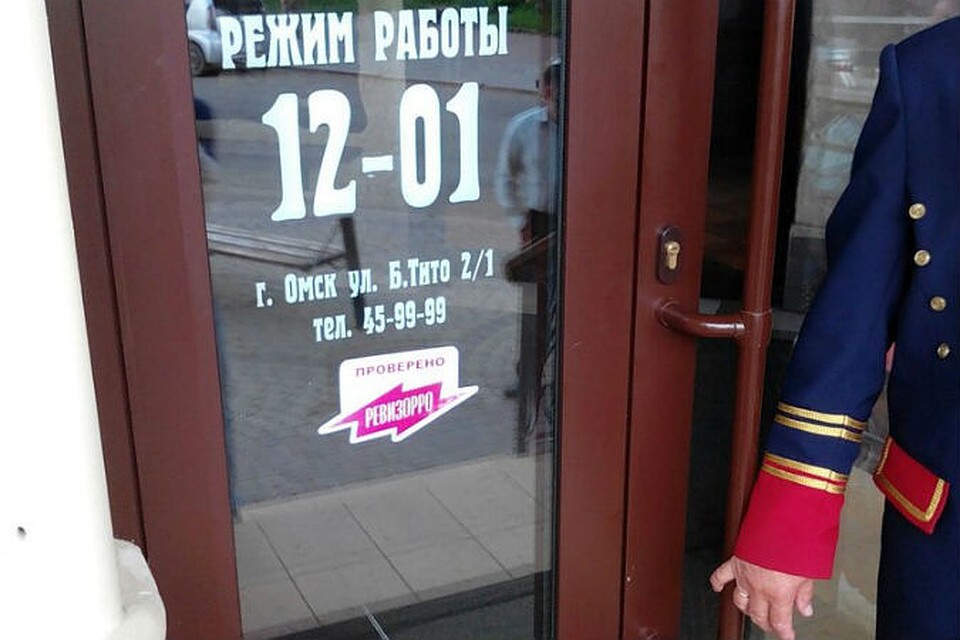 РЕЖИМ РАБОТЫ
12-01
г. Омск ул. Б.Тито 2/1
тел. 45-99-99
ПРОВЕРЕНО
РЕВИЗОРРО